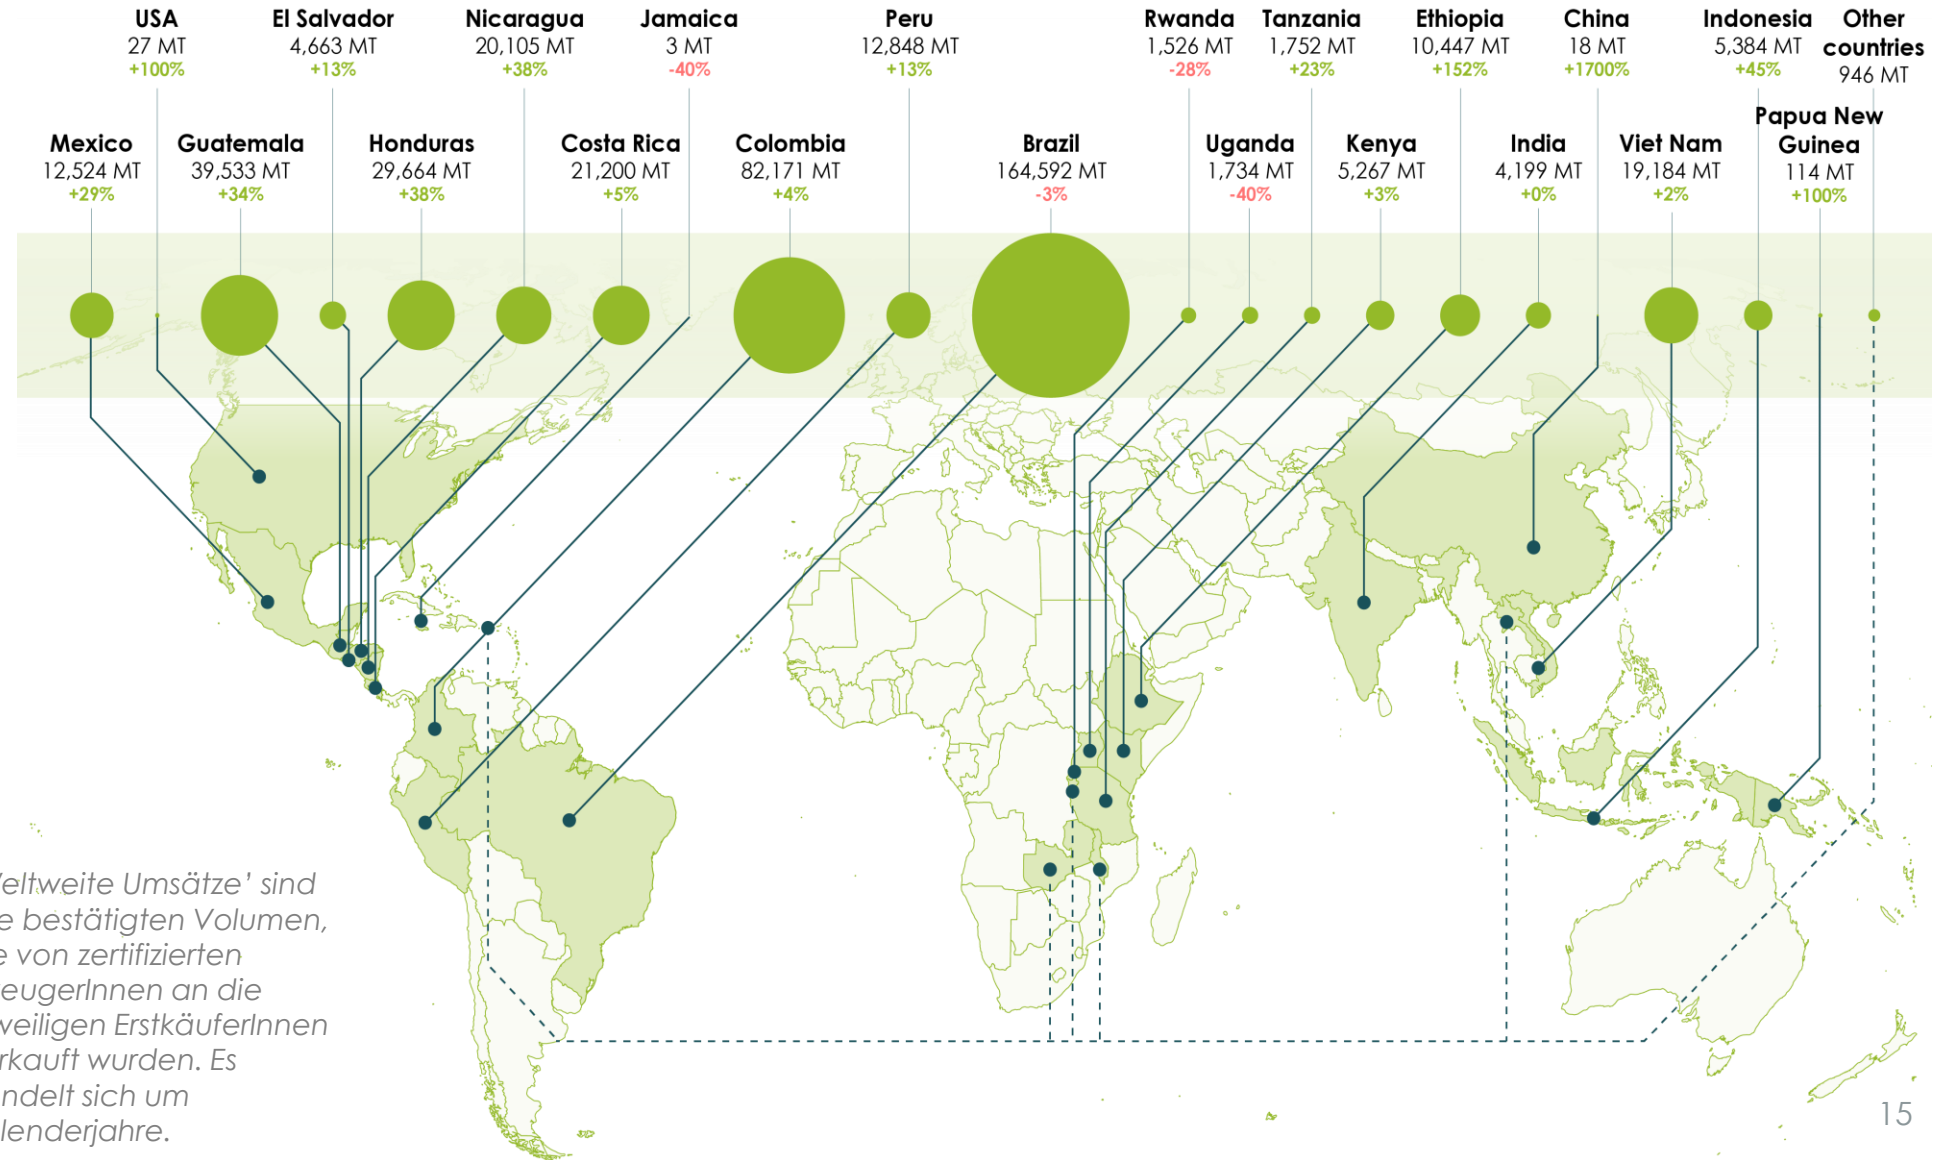 USA
27 MT
+100%
El Salvador
4,663 MT
+13%
Nicaragua
20,105 MT
+38%
Jamaica
3 MT
-40%
Peru
12,848 MT
+13%
Rwanda
1,526 MT
-28%
Tanzania
1,752 MT
+23%
Ethiopia
10,447 MT
+152%
China
18 MT
+1700%
Indonesia
5,384 MT
+45%
Other
countries
946 MT
Mexico
12,524 MT
+29%
Guatemala
39,533 MT
+34%
Honduras
29,664 MT
+38%
Costa Rica
21,200 MT
+5%
Colombia
82,171 MT
+4%
Brazil
164,592 MT
-3%
Uganda
1,734 MT
-40%
Kenya
5,267 MT
+3%
India
4,199 MT
+0%
Viet Nam
19,184 MT
+2%
Papua New
Guinea
114 MT
+100%
Umsätze' sind
bestätigten Volumen,
von zertifizierten
an die
ErstkäuferInnen
wurden. Es
sich um
15